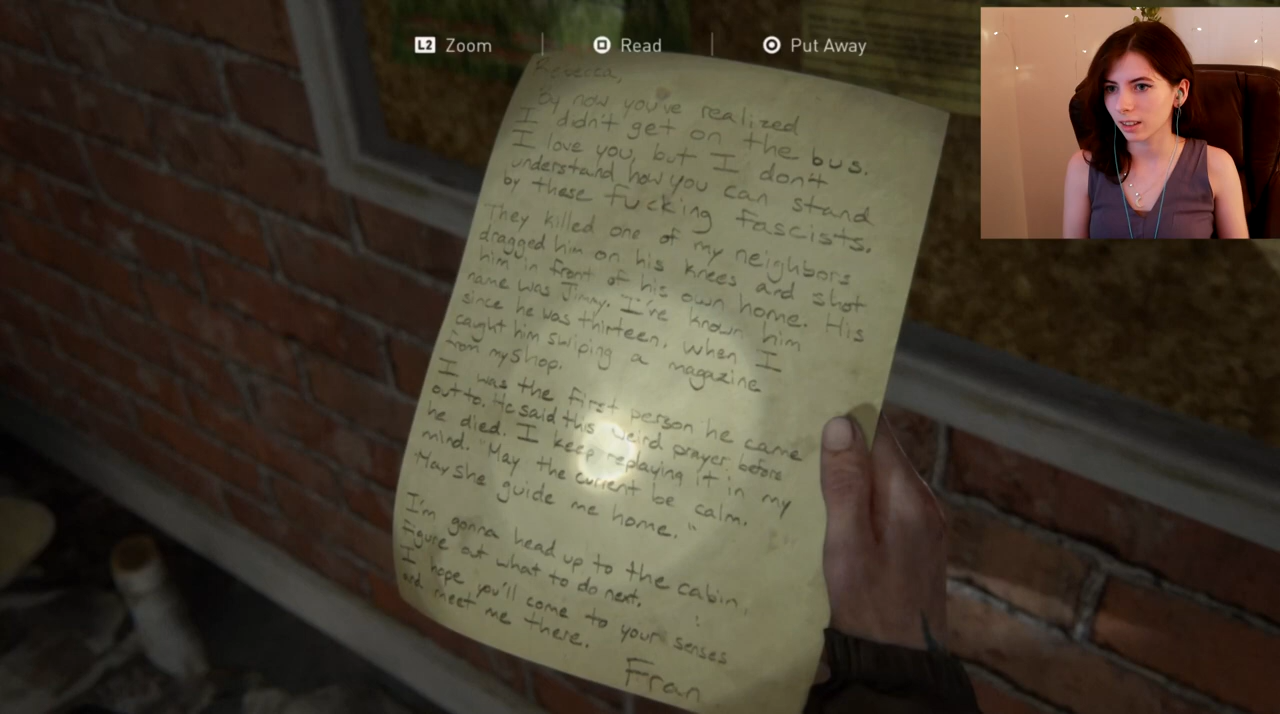 L2 Zoom | Read | Put Away
Rebecca,
By now you've realized
I didn't get on the bus.
I love you, but I don't
understand how you can stand
by these fucking fascists.
They killed one of my neighbors
dragged him on his knees and shot
him in front of his own home. His
name was Jimmy. I've known him
since he was thirteen. When I
caught him swiping a magazine
from my shop.
I was the first person he came
out to. He said this weird prayer before
he died. I keep replaying it in my
mind. "May the current be calm.
May she guide me home."
I'm gonna head up to the cabin,
figure out what to do next.
I hope you'll come to your senses
and meet me there.
Fran